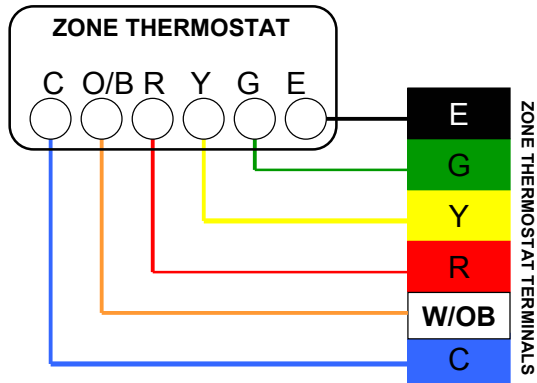 ZONE THERMOSTAT
C O/B R Y G E
E
G
Y
R
W/OB
C
ZONE THERMOSTAT TERMINALS